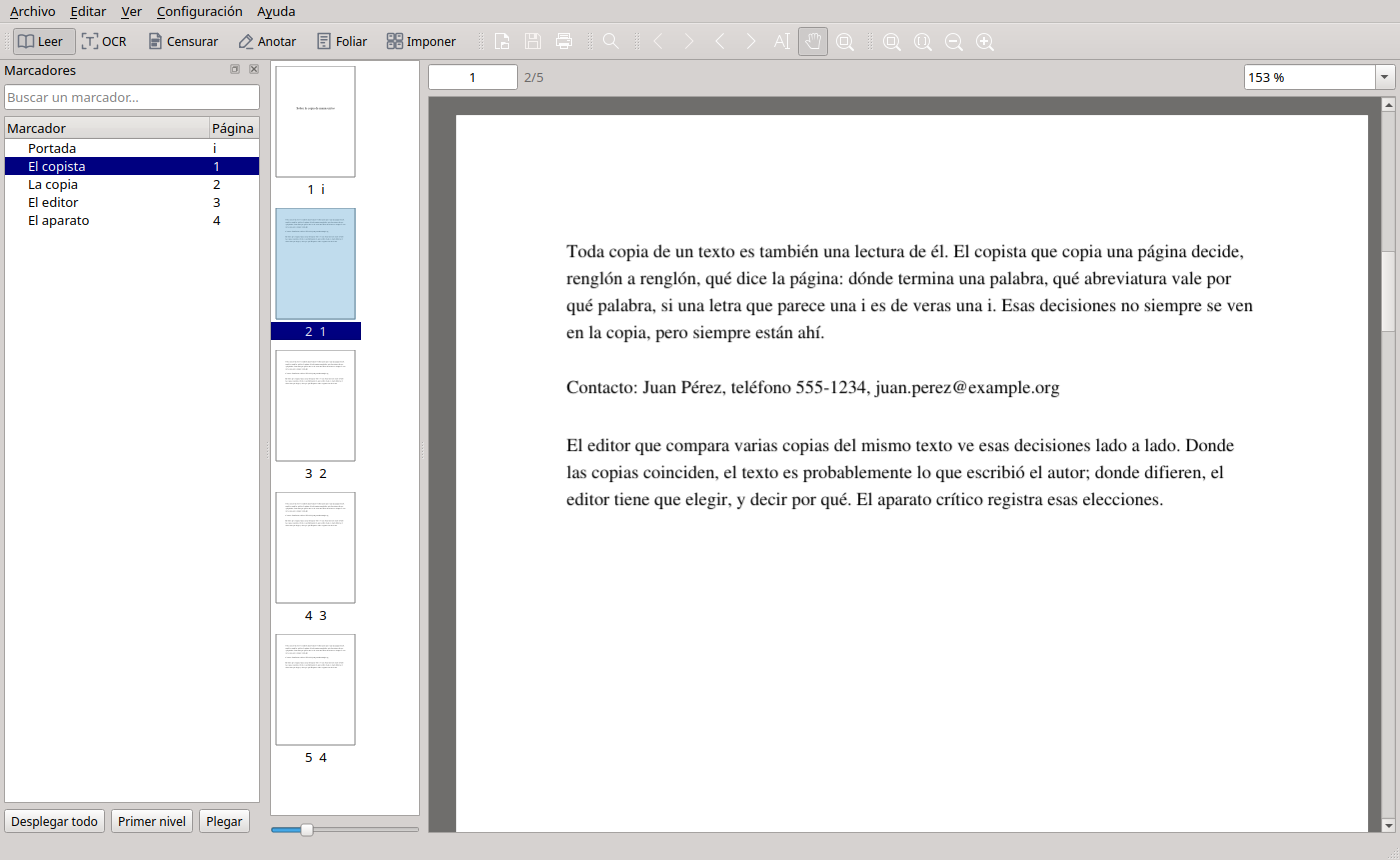 Archivo Editar Ver Configuración Ayuda
Leer OCR Censurar Anotar Foliar Imponer
Marcadores
Buscar un marcador...
Marcador Página
Portada i
El copista 1
La copia 2
El editor 3
El aparato 4
Desplegar todo Primer nivel Plegar
1 i
2 1
3 2
4 3
5 4
1 2/5 153 %
Toda copia de un texto es también una lectura de él. El copista que copia una página decide,
renglón a renglón, qué dice la página: dónde termina una palabra, qué abreviatura vale por
qué palabra, si una letra que parece una i es de veras una i. Esas decisiones no siempre se ven
en la copia, pero siempre están ahí.
Contacto: Juan Pérez, teléfono 555-1234, juan.perez@example.org
El editor que compara varias copias del mismo texto ve esas decisiones lado a lado. Donde
las copias coinciden, el texto es probablemente lo que escribió el autor; donde difieren, el
editor tiene que elegir, y decir por qué. El aparato crítico registra esas elecciones.